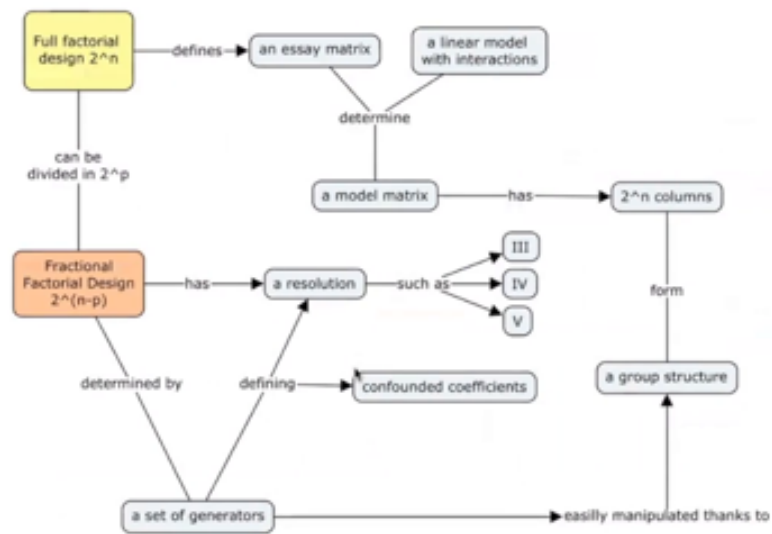 Full factorial
design 2^n
defines
an essay matrix
a linear model
with interactions
determine
can be
divided in 2^p
a model matrix
has
2^n columns
Fractional
Factorial Design
2^(n-p)
has
a resolution
such as
III
IV
V
form
determined by
defining
confounded coefficients
a group structure
a set of generators
easilly manipulated thanks to